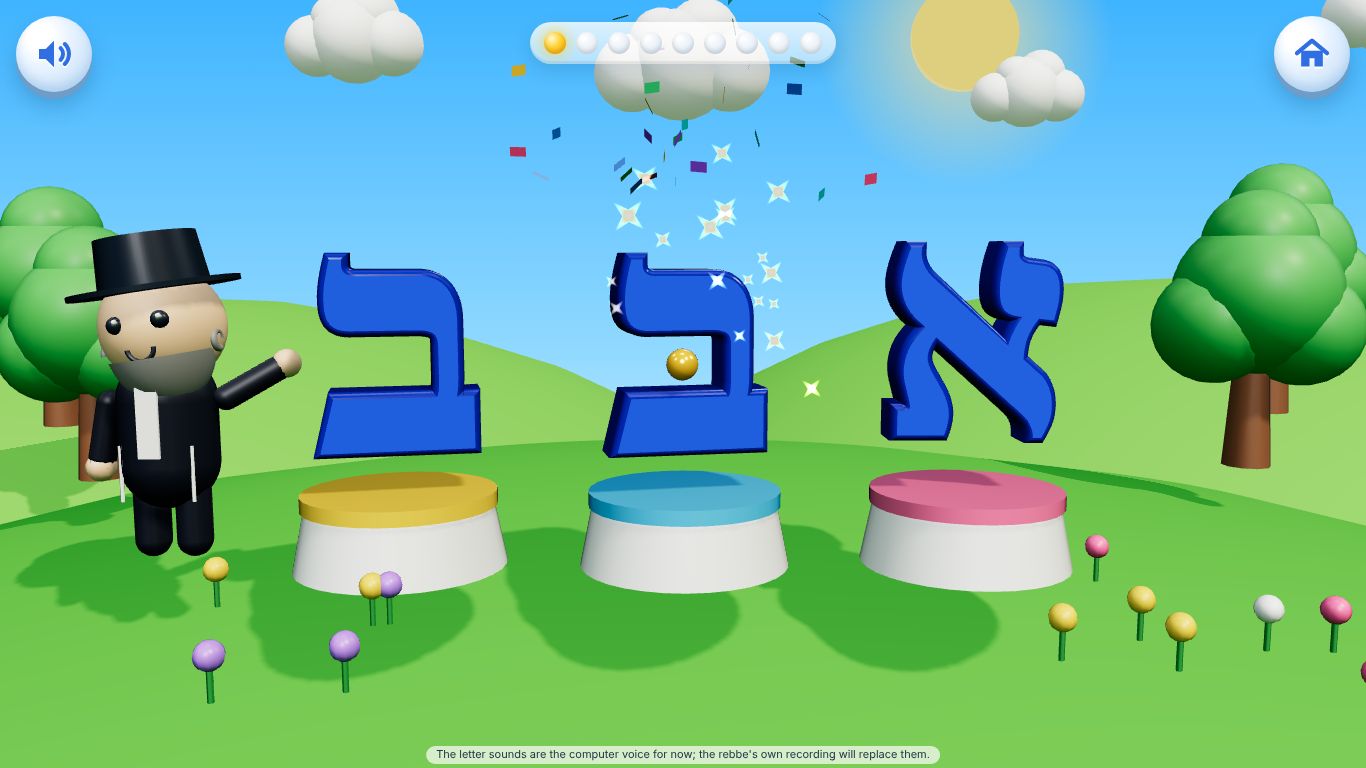 א בּ ב
The letter sounds are the computer voice for now; the rebbe's own recording will replace them.